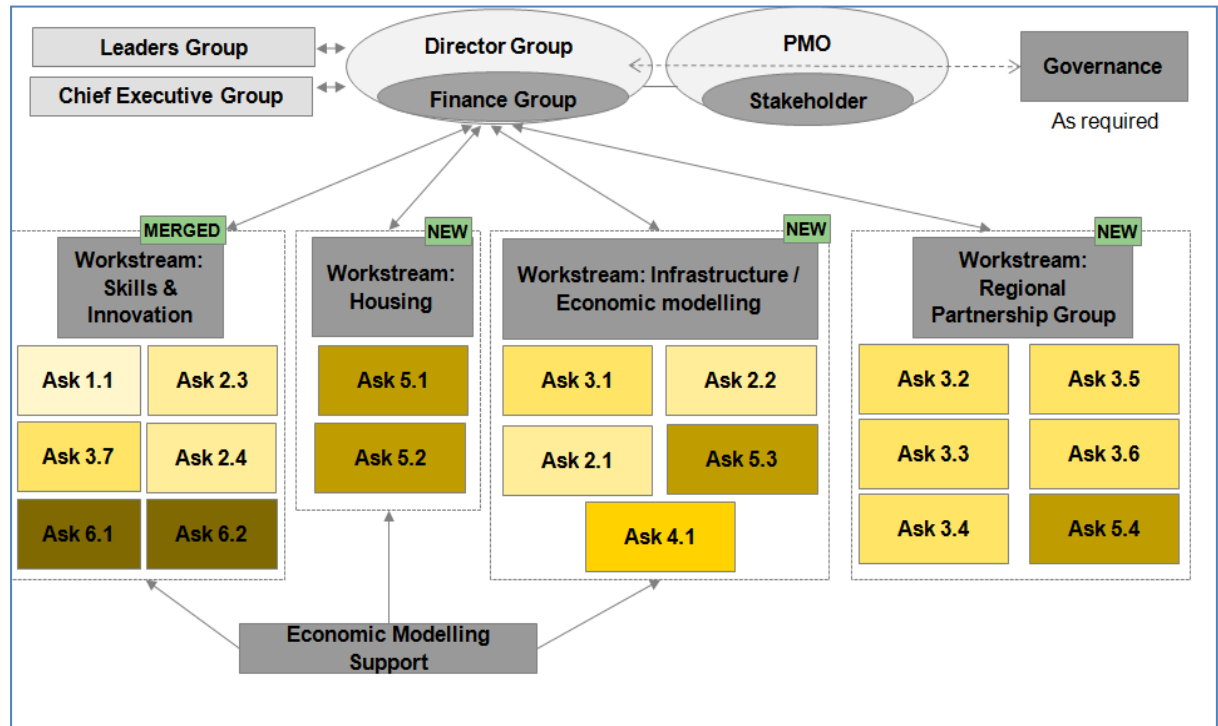 Leaders Group
Chief Executive Group
Director Group
Finance Group
PMO
Stakeholder
Governance
As required
MERGED
Workstream:
Skills &
Innovation
Ask 1.1
Ask 2.3
Ask 3.7
Ask 2.4
Ask 6.1
Ask 6.2
NEW
Workstream:
Housing
Ask 5.1
Ask 5.2
NEW
Workstream: Infrastructure /
Economic modelling
Ask 3.1
Ask 2.2
Ask 2.1
Ask 5.3
Ask 4.1
NEW
Workstream:
Regional
Partnership Group
Ask 3.2
Ask 3.5
Ask 3.3
Ask 3.6
Ask 3.4
Ask 5.4
Economic Modelling
Support